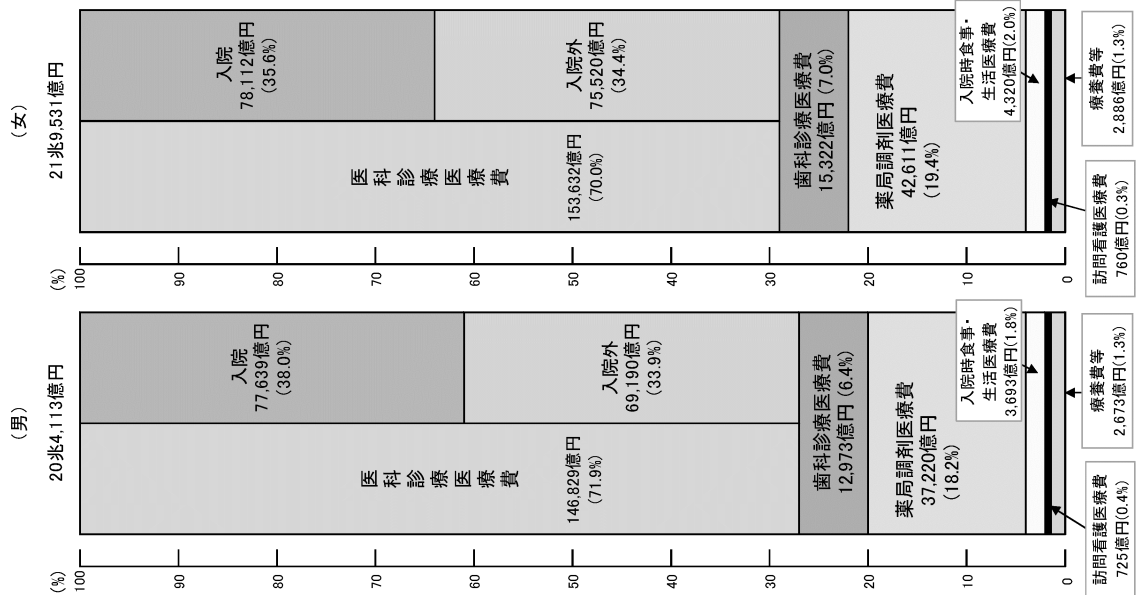 (男)
20兆4,113億円
(%)
100
90
80
70
60
50
40
30
20
10
0
医科診療医療費
146,829億円
(71.9%)
入院
77,639億円
(38.0%)
入院外
69,190億円
(33.9%)
歯科診療医療費
12,973億円 (6.4%)
薬局調剤医療費
37,220億円
(18.2%)
入院時食事・
生活医療費
3,693億円(1.8%)
訪問看護医療費
725億円(0.4%)
療養費等
2,673億円(1.3%)
(女)
21兆9,531億円
(%)
100
90
80
70
60
50
40
30
20
10
0
医科診療医療費
153,632億円
(70.0%)
入院
78,112億円
(35.6%)
入院外
75,520億円
(34.4%)
歯科診療医療費
15,322億円 (7.0%)
薬局調剤医療費
42,611億円
(19.4%)
入院時食事・
生活医療費
4,320億円(2.0%)
訪問看護医療費
760億円(0.3%)
療養費等
2,886億円(1.3%)